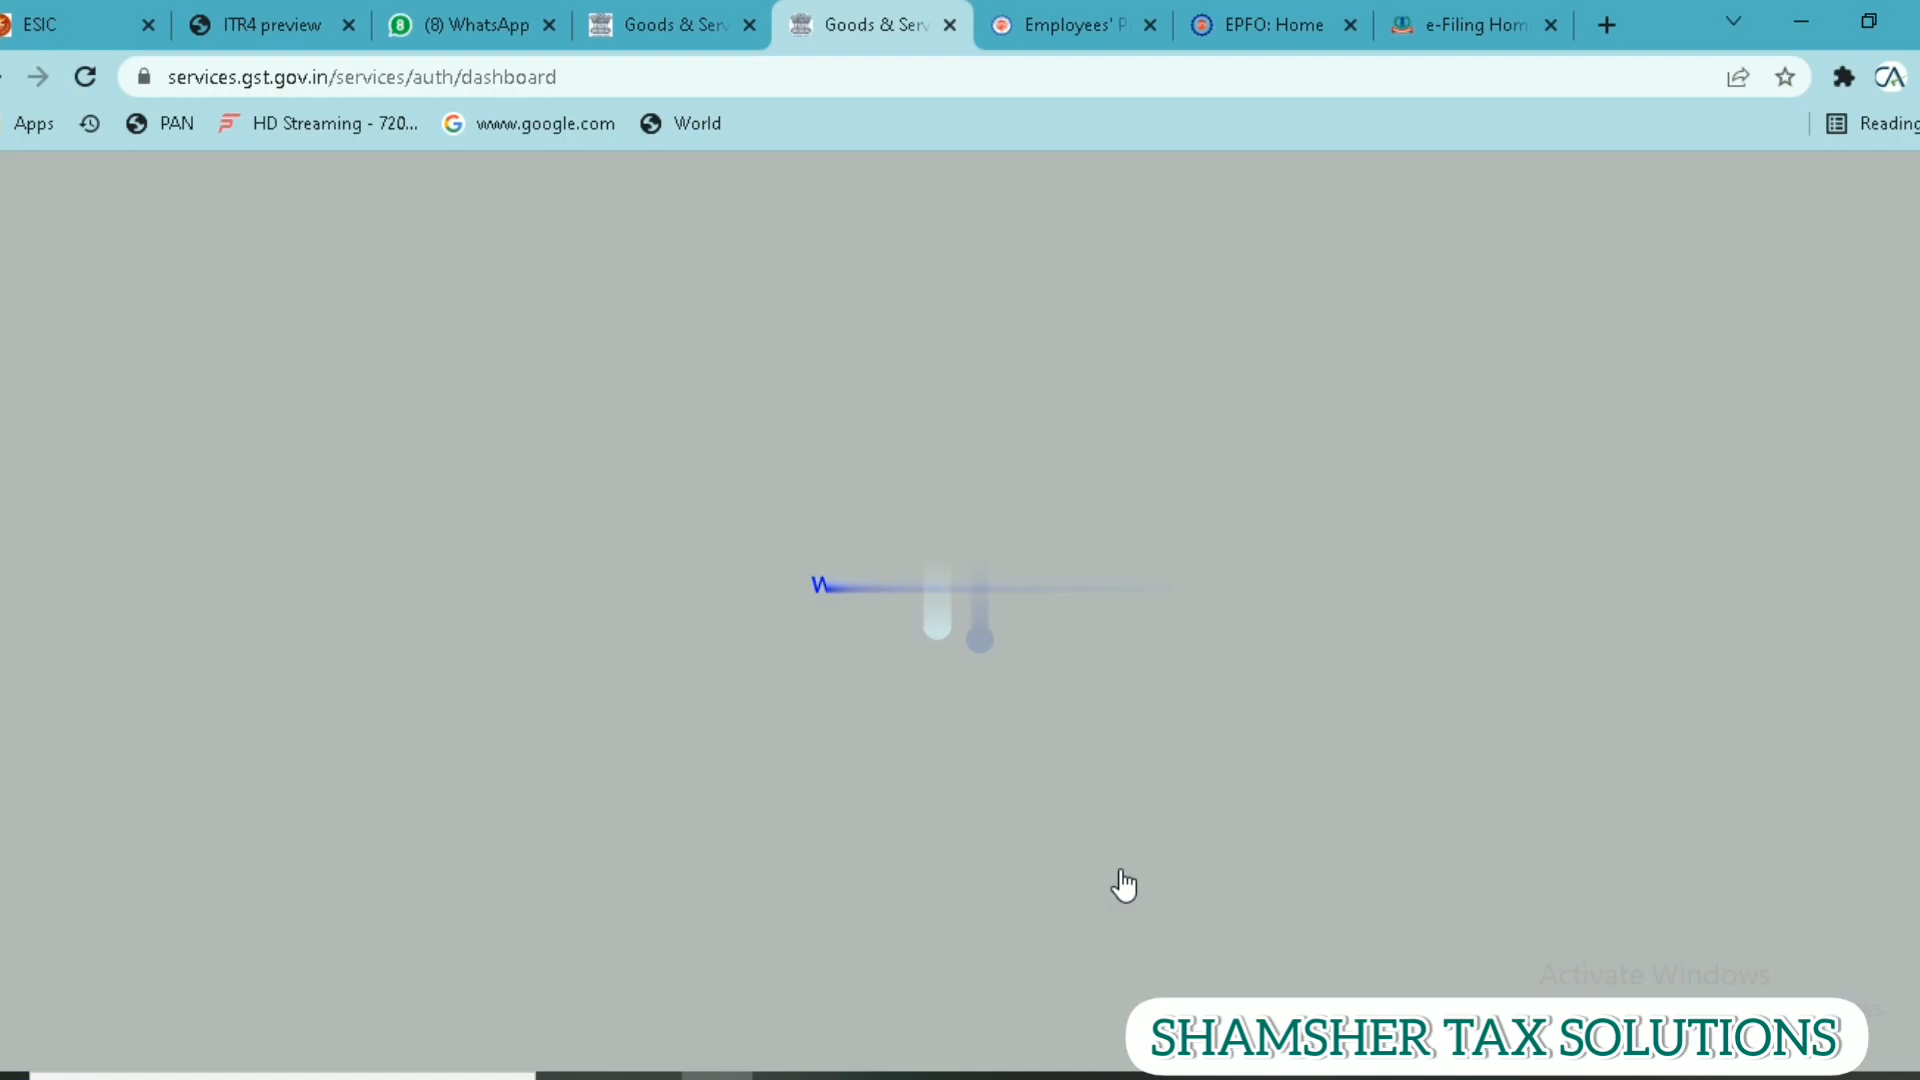 ESIC
ITR4 preview
(8) WhatsApp
Goods & Serv
Goods & Serv
Employees' P
EPFO: Home
e-Filing Hom
services.gst.gov.in/services/auth/dashboard
CA
Apps
PAN
HD Streaming - 720...
www.google.com
World
Reading
W
Activate Windows
SHAMSHER TAX SOLUTIONS